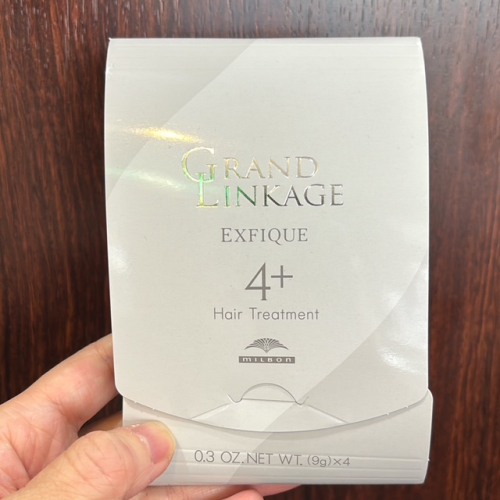 GRAND
LINKAGE
EXFIQUE
4+
Hair Treatment
MILBON
0.3 OZ.NET WT. (9g)×4